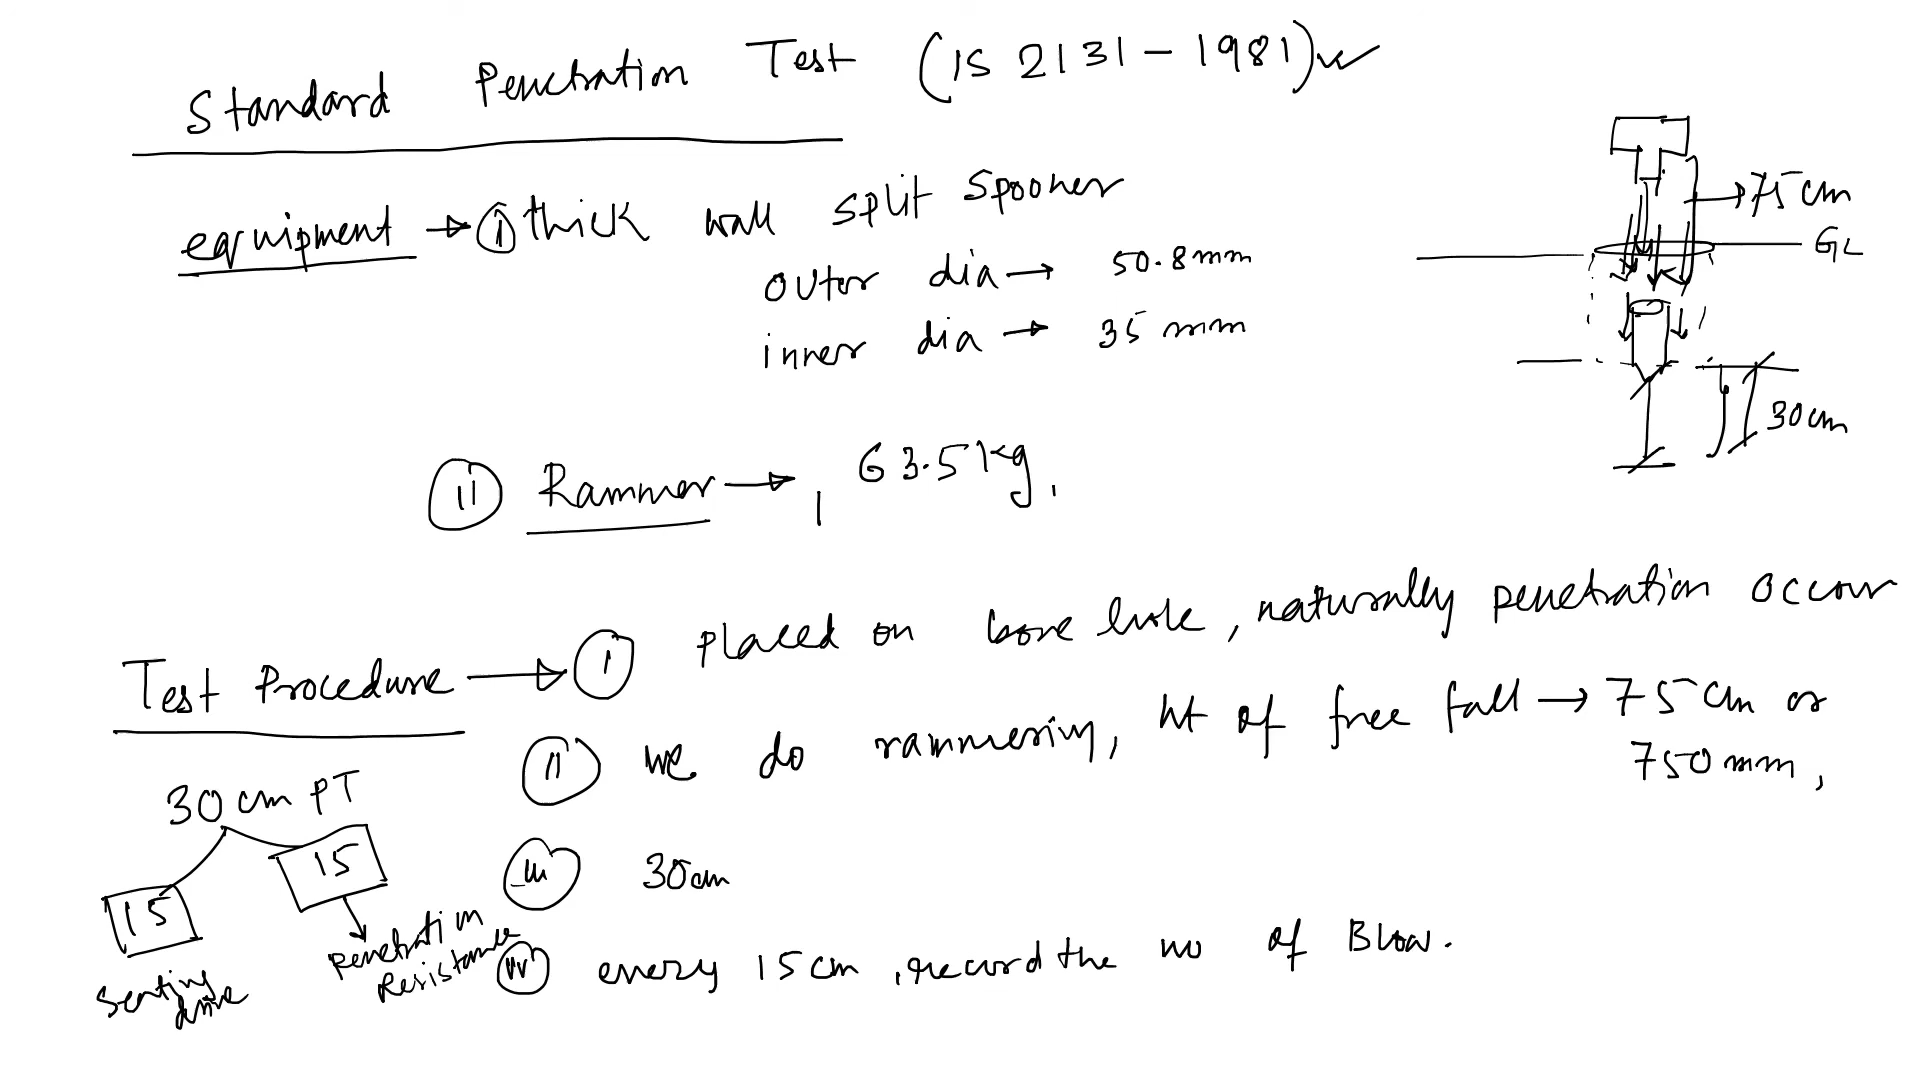 Standard Penetration Test (IS 2131-1981)
equipment → (i) thick wall split spooner
outer dia → 50.8 mm
inner dia → 35 mm
75 cm
GL
30 cm
(ii) Rammer → 63.5 kg.
Test Procedure → (i) placed on bore hole, naturally penetration occur
(ii) we do rammering, ht of free fall → 75 cm or
750 mm,
30 cm PT
15
15
Seating drive
Penetration Resistance
(iii) 30 cm
(iv) every 15 cm, record the no of Blow.